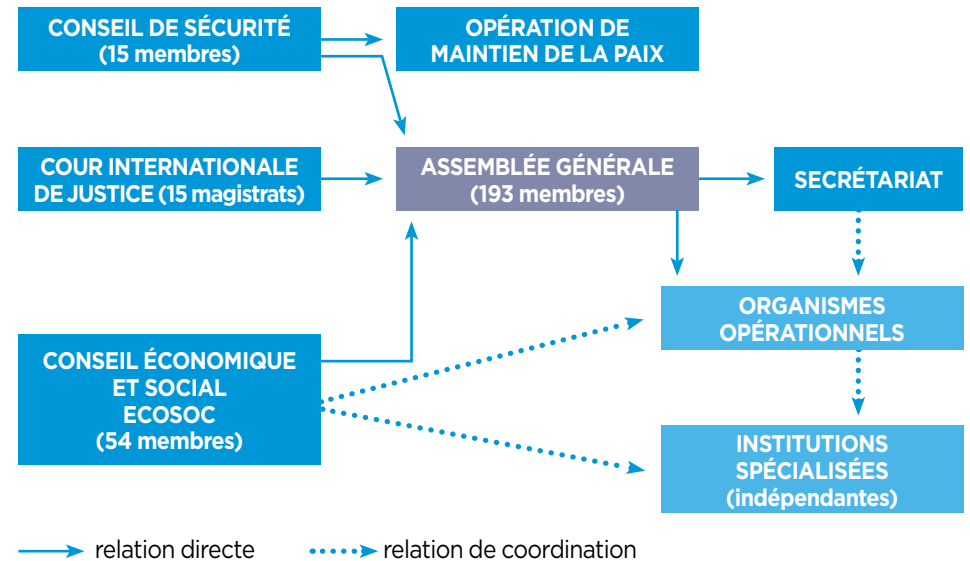 CONSEIL DE SÉCURITÉ
(15 membres)
OPÉRATION DE
MAINTIEN DE LA PAIX
COUR INTERNATIONALE
DE JUSTICE (15 magistrats)
ASSEMBLÉE GÉNÉRALE
(193 membres)
SECRÉTARIAT
ORGANISMES
OPÉRATIONNELS
CONSEIL ÉCONOMIQUE
ET SOCIAL
ECOSOC
(54 membres)
INSTITUTIONS
SPÉCIALISÉES
(indépendantes)
relation directe
relation de coordination